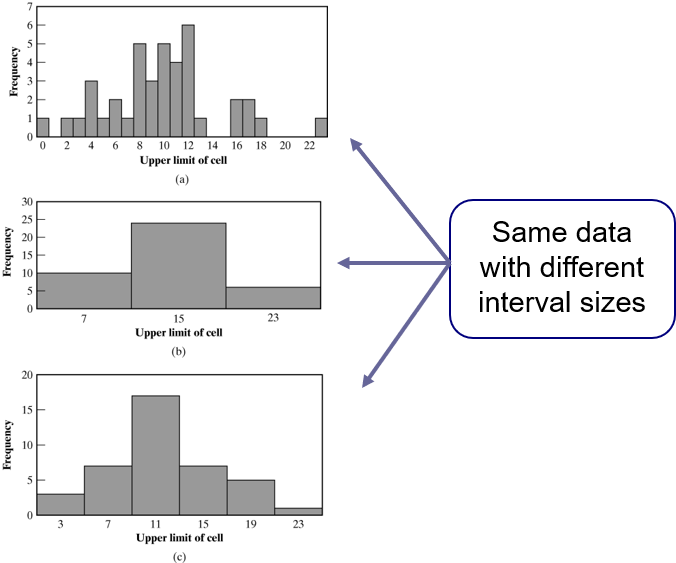 7
6
5
4
3
2
1
0
Frequency
0 2 4 6 8 10 12 14 16 18 20 22
Upper limit of cell
(a)
30
25
20
15
10
5
0
Frequency
7 15 23
Upper limit of cell
(b)
20
15
10
5
0
Frequency
3 7 11 15 19 23
Upper limit of cell
(c)
Same data
with different
interval sizes